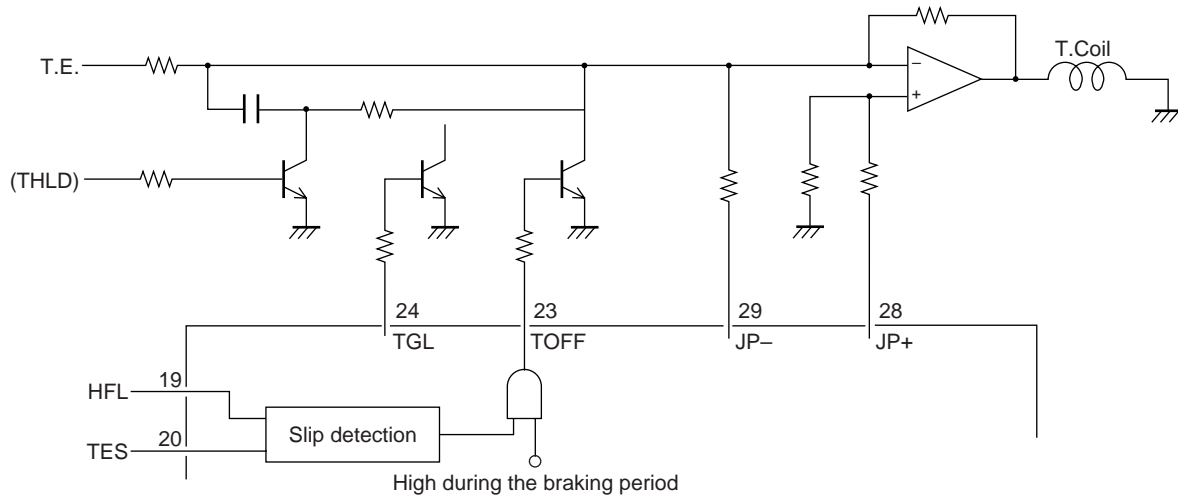 T.Coil
T.E.
–
+
(THLD)
24 23 29 28
TGL TOFF JP– JP+
HFL 19
Slip detection
TES 20
High during the braking period